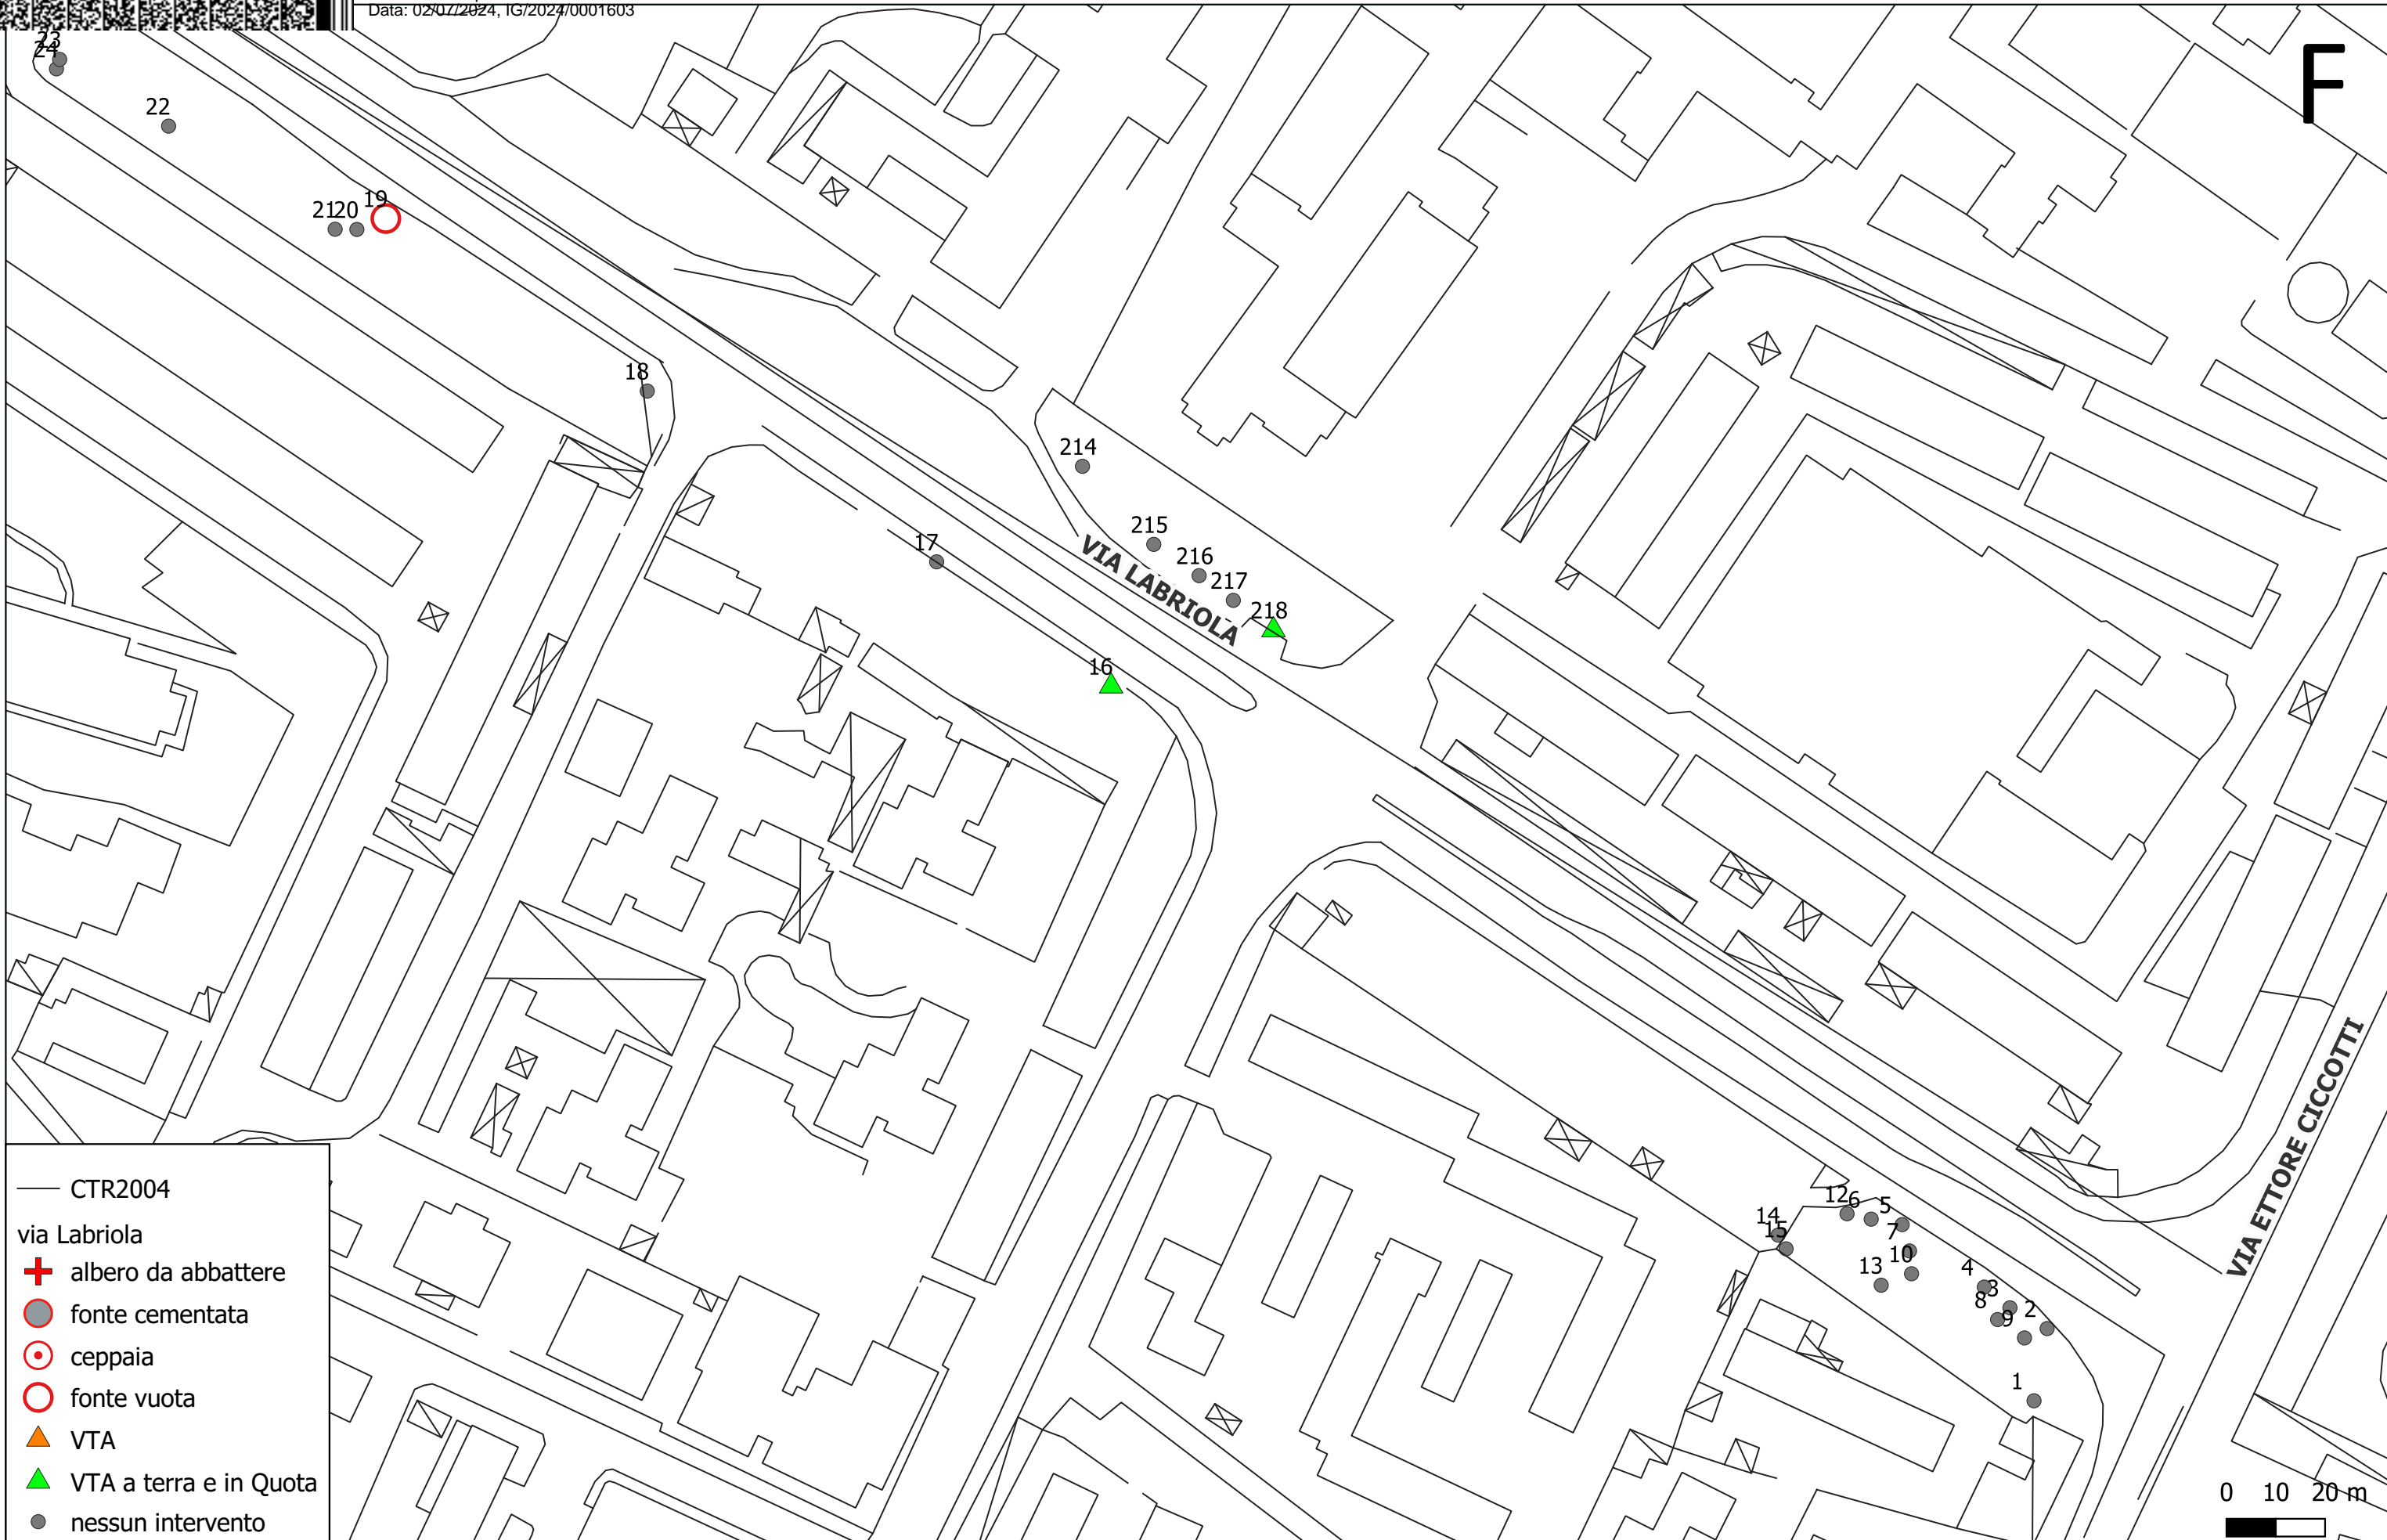 Data: 02/07/2024, IG/2024/0001603
F
23
24
22
19
21
20
18
214
215
17
216
217
218
VIA LABRIOLA
16
VIA ETTORE CICCOTTI
12
6
5
14
15
7
10
13
4
3
8
2
9
1
CTR2004
via Labriola
albero da abbattere
fonte cementata
ceppaia
fonte vuota
VTA
VTA a terra e in Quota
nessun intervento
0 10 20 m